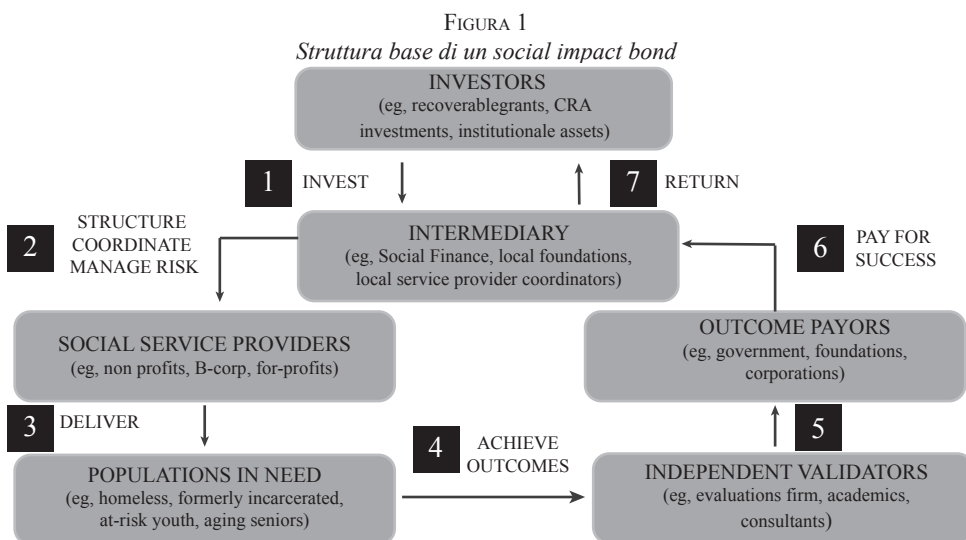 FIGURA 1
Struttura base di un social impact bond
INVESTORS
(eg, recoverablegrants, CRA
investments, institutionale assets)
1 INVEST
7 RETURN
2 STRUCTURE
COORDINATE
MANAGE RISK
INTERMEDIARY
(eg, Social Finance, local foundations,
local service provider coordinators)
6 PAY FOR
SUCCESS
SOCIAL SERVICE PROVIDERS
(eg, non profits, B-corp, for-profits)
OUTCOME PAYORS
(eg, government, foundations,
corporations)
3 DELIVER
4 ACHIEVE
OUTCOMES
5
POPULATIONS IN NEED
(eg, homeless, formerly incarcerated,
at-risk youth, aging seniors)
INDEPENDENT VALIDATORS
(eg, evaluations firm, academics,
consultants)